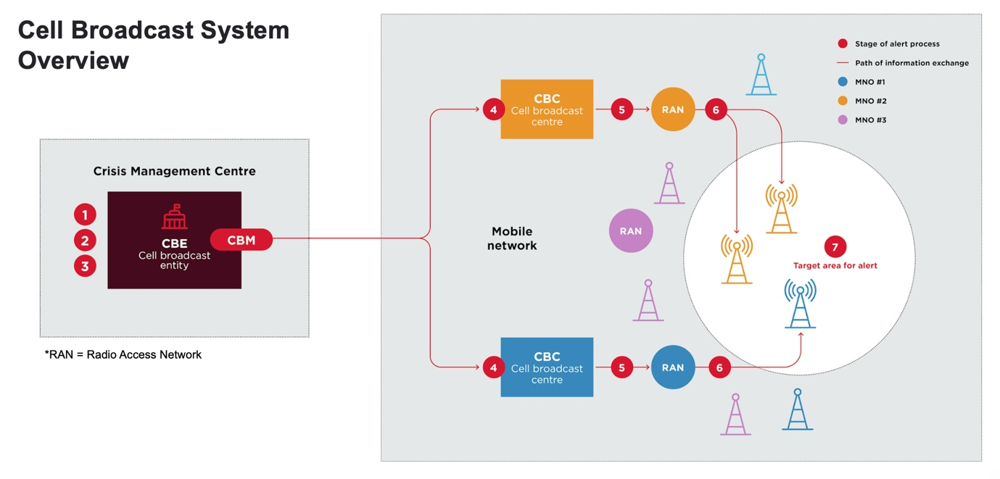 Cell Broadcast System
Overview
Stage of alert process
Path of information exchange
MNO #1
MNO #2
MNO #3
4
CBC
Cell broadcast
centre
5
RAN
6
Crisis Management Centre
1
2
3
CBE
Cell broadcast
entity
CBM
Mobile
network
RAN
7
Target area for alert
4
CBC
Cell broadcast
centre
5
RAN
6
*RAN = Radio Access Network